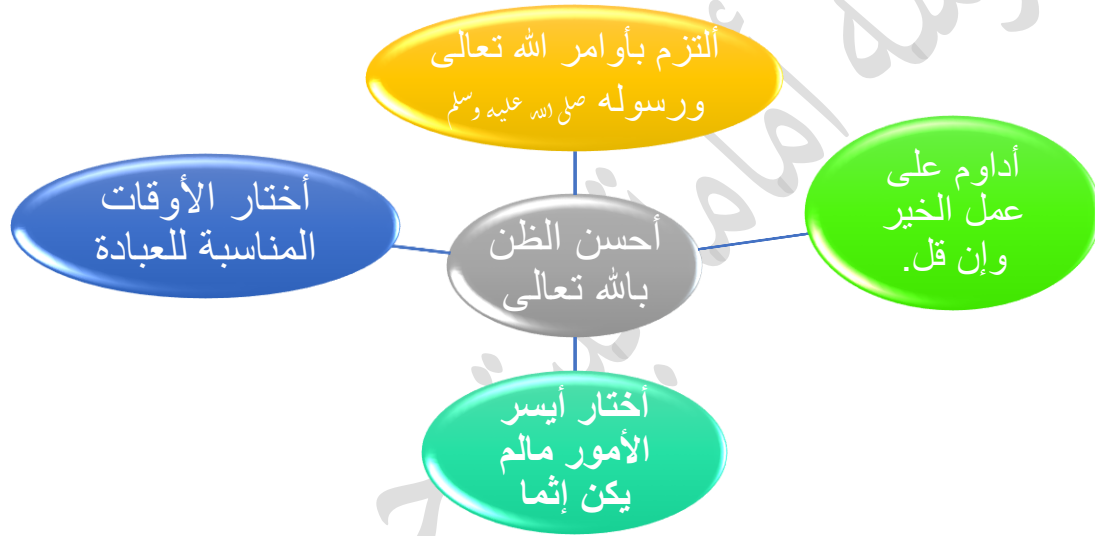 ألتزم بأوامر الله تعالى
ورسوله صلى الله عليه وسلم
أداوم على
عمل الخير
وإن قل.
أحسن الظن
بالله تعالى
أختار الأوقات
المناسبة للعبادة
أختار أيسر
الأمور مالم
يكن إثما